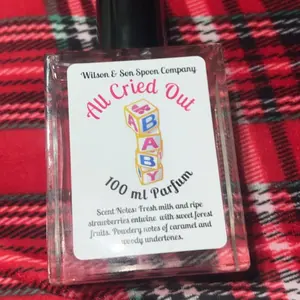 Wilson & Son Spoon Company
All Cried Out
BABY
100 ml Parfum
Scent Notes: Fresh milk and ripe
strawberries entwine with sweet forest
fruits. Powdery notes of caramel and
woody undertones.